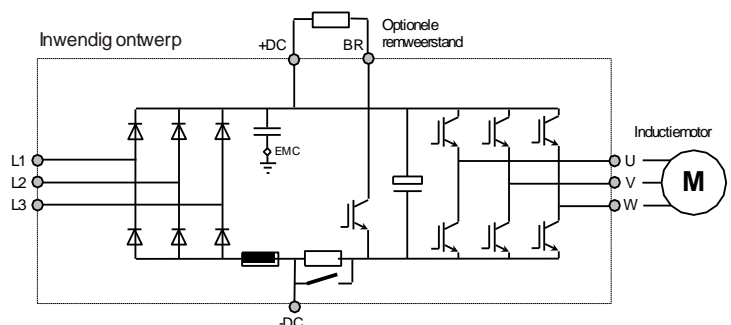 Inwendig ontwerp
+DC
BR
Optionele
remweerstand
EMC
L1
L2
L3
Inductiemotor
U
V
W
M
-DC